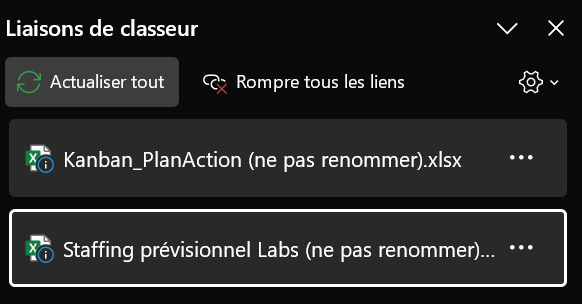 Liaisons de classeur
Actualiser tout
Rompre tous les liens
Kanban_PlanAction (ne pas renommer).xlsx
Staffing prévisionnel Labs (ne pas renommer)...